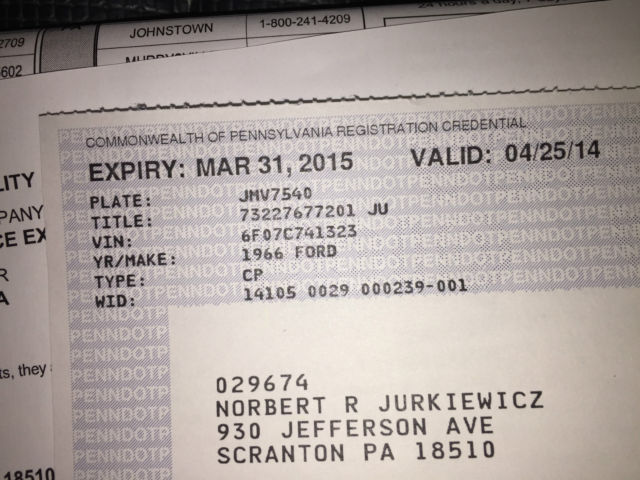 2709
JOHNSTOWN
1-800-241-4209
602
COMMONWEALTH OF PENNSYLVANIA REGISTRATION CREDENTIAL
EXPIRY: MAR 31, 2015 VALID: 04/25/14
PLATE: JMV7540
TITLE: 73227677201 JU
VIN: 6F07C741323
YR/MAKE: 1966 FORD
TYPE: CP
WID: 14105 0029 000239-001
029674
NORBERT R JURKIEWICZ
930 JEFFERSON AVE
SCRANTON PA 18510
LITY
PANY
CE EX
R
A
ts, they
18510